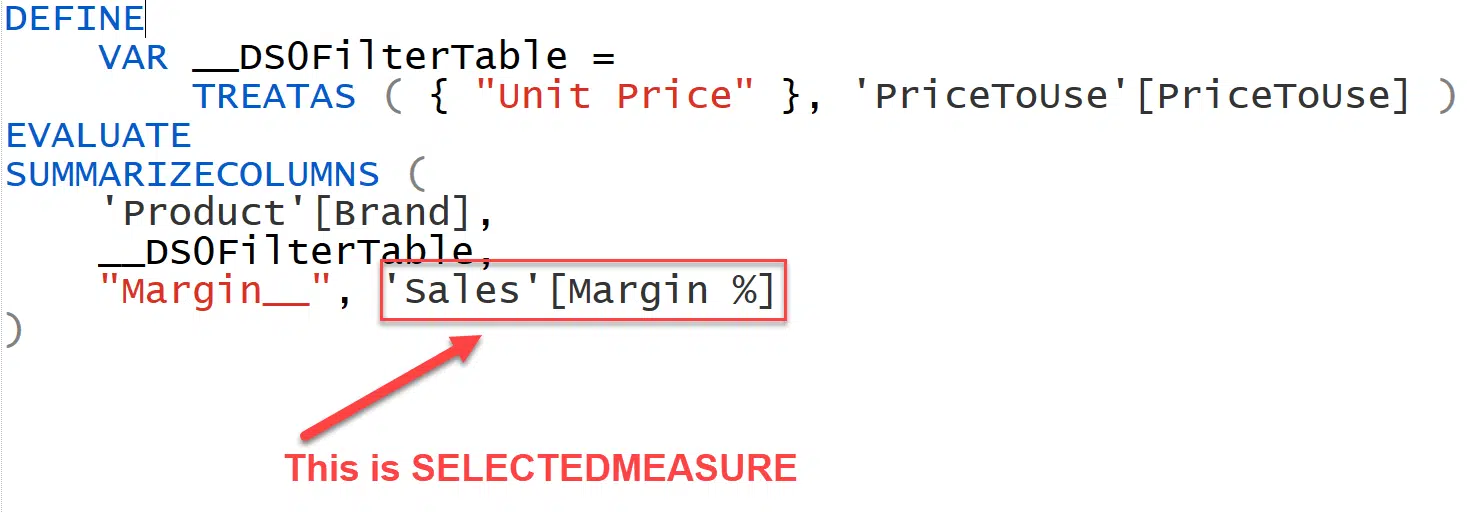 DEFINE
VAR __DS0FilterTable =
TREATAS ( { "Unit Price" }, 'PriceToUse'[PriceToUse] )
EVALUATE
SUMMARIZECOLUMNS (
'Product'[Brand],
__DS0FilterTable,
"Margin__", 'Sales'[Margin %]
)
This is SELECTEDMEASURE